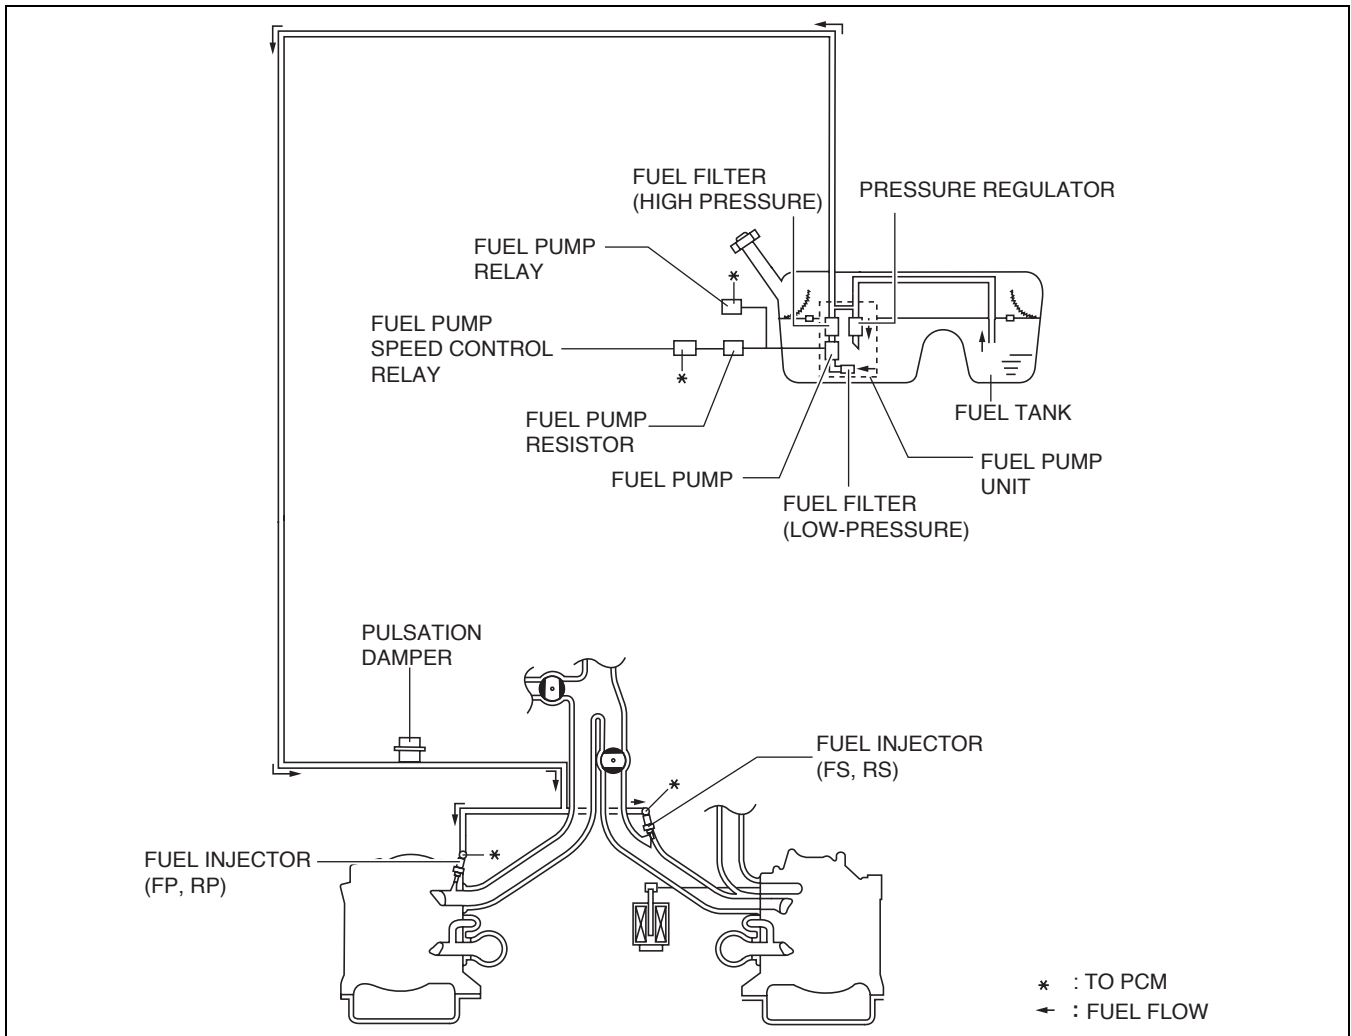 FUEL FILTER
(HIGH PRESSURE)
PRESSURE REGULATOR
FUEL PUMP
RELAY
*
FUEL PUMP
SPEED CONTROL
RELAY
*
FUEL TANK
FUEL PUMP
RESISTOR
FUEL PUMP
UNIT
FUEL PUMP
FUEL FILTER
(LOW-PRESSURE)
PULSATION
DAMPER
FUEL INJECTOR
(FS, RS)
*
FUEL INJECTOR
(FP, RP)
*
* : TO PCM
: FUEL FLOW